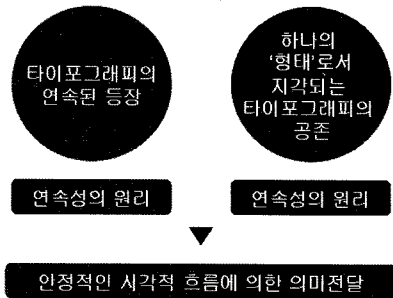 타이포그래피의
연속된 등장
하나의
'형태'로서
지각되는
타이포그래피의
공존
연속성의 원리
연속성의 원리
안정적인 시각적 흐름에 의한 의미전달